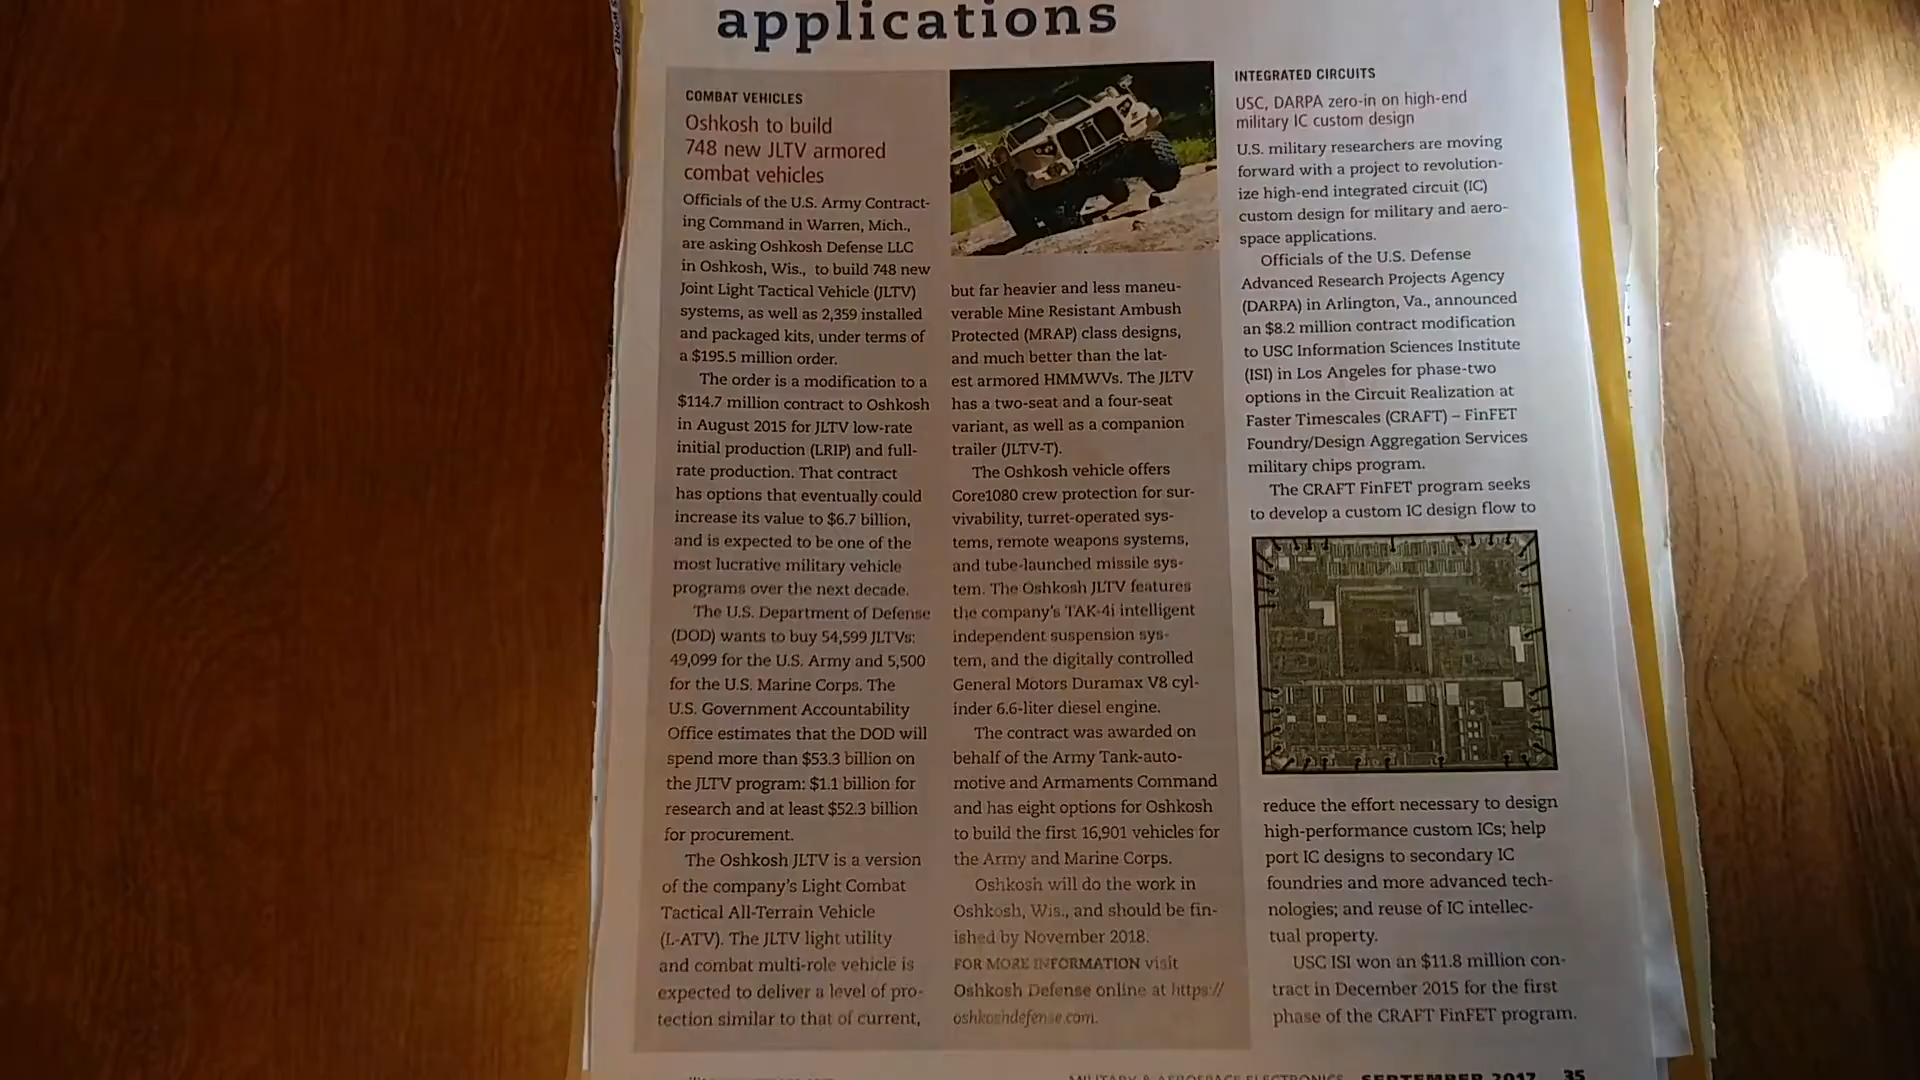 applications
COMBAT VEHICLES
Oshkosh to build
748 new JLTV armored
combat vehicles
Officials of the U.S. Army Contract-
ing Command in Warren, Mich.,
are asking Oshkosh Defense LLC
in Oshkosh, Wis., to build 748 new
Joint Light Tactical Vehicle (JLTV)
systems, as well as 2,359 installed
and packaged kits, under terms of
a $195.5 million order.
The order is a modification to a
$114.7 million contract to Oshkosh
in August 2015 for JLTV low-rate
initial production (LRIP) and full-
rate production. That contract
has options that eventually could
increase its value to $6.7 billion,
and is expected to be one of the
most lucrative military vehicle
programs over the next decade.
The U.S. Department of Defense
(DOD) wants to buy 54,599 JLTVs:
49,099 for the U.S. Army and 5,500
for the U.S. Marine Corps. The
U.S. Government Accountability
Office estimates that the DOD will
spend more than $53.3 billion on
the JLTV program: $1.1 billion for
research and at least $52.3 billion
for procurement.
The Oshkosh JLTV is a version
of the company's Light Combat
Tactical All-Terrain Vehicle
(L-ATV). The JLTV light utility
and combat multi-role vehicle is
expected to deliver a level of pro-
tection similar to that of current,
but far heavier and less maneu-
verable Mine Resistant Ambush
Protected (MRAP) class designs,
and much better than the lat-
est armored HMMWVs. The JLTV
has a two-seat and a four-seat
variant, as well as a companion
trailer (JLTV-T).
The Oshkosh vehicle offers
Core1080 crew protection for sur-
vivability, turret-operated sys-
tems, remote weapons systems,
and tube-launched missile sys-
tem. The Oshkosh JLTV features
the company's TAK-4i intelligent
independent suspension sys-
tem, and the digitally controlled
General Motors Duramax V8 cyl-
inder 6.6-liter diesel engine.
The contract was awarded on
behalf of the Army Tank-auto-
motive and Armaments Command
and has eight options for Oshkosh
to build the first 16,901 vehicles for
the Army and Marine Corps.
Oshkosh will do the work in
Oshkosh, Wis., and should be fin-
ished by November 2018.
FOR MORE INFORMATION visit
Oshkosh Defense online at https://
oshkoshdefense.com.
INTEGRATED CIRCUITS
USC, DARPA zero-in on high-end
military IC custom design
U.S. military researchers are moving
forward with a project to revolution-
ize high-end integrated circuit (IC)
custom design for military and aero-
space applications.
Officials of the U.S. Defense
Advanced Research Projects Agency
(DARPA) in Arlington, Va., announced
an $8.2 million contract modification
to USC Information Sciences Institute
(ISI) in Los Angeles for phase-two
options in the Circuit Realization at
Faster Timescales (CRAFT) – FinFET
Foundry/Design Aggregation Services
military chips program.
The CRAFT FinFET program seeks
to develop a custom IC design flow to
reduce the effort necessary to design
high-performance custom ICs; help
port IC designs to secondary IC
foundries and more advanced tech-
nologies; and reuse of IC intellec-
tual property.
USC ISI won an $11.8 million con-
tract in December 2015 for the first
phase of the CRAFT FinFET program.
MILITARY & AEROSPACE ELECTRONICS SEPTEMBER 2017 35